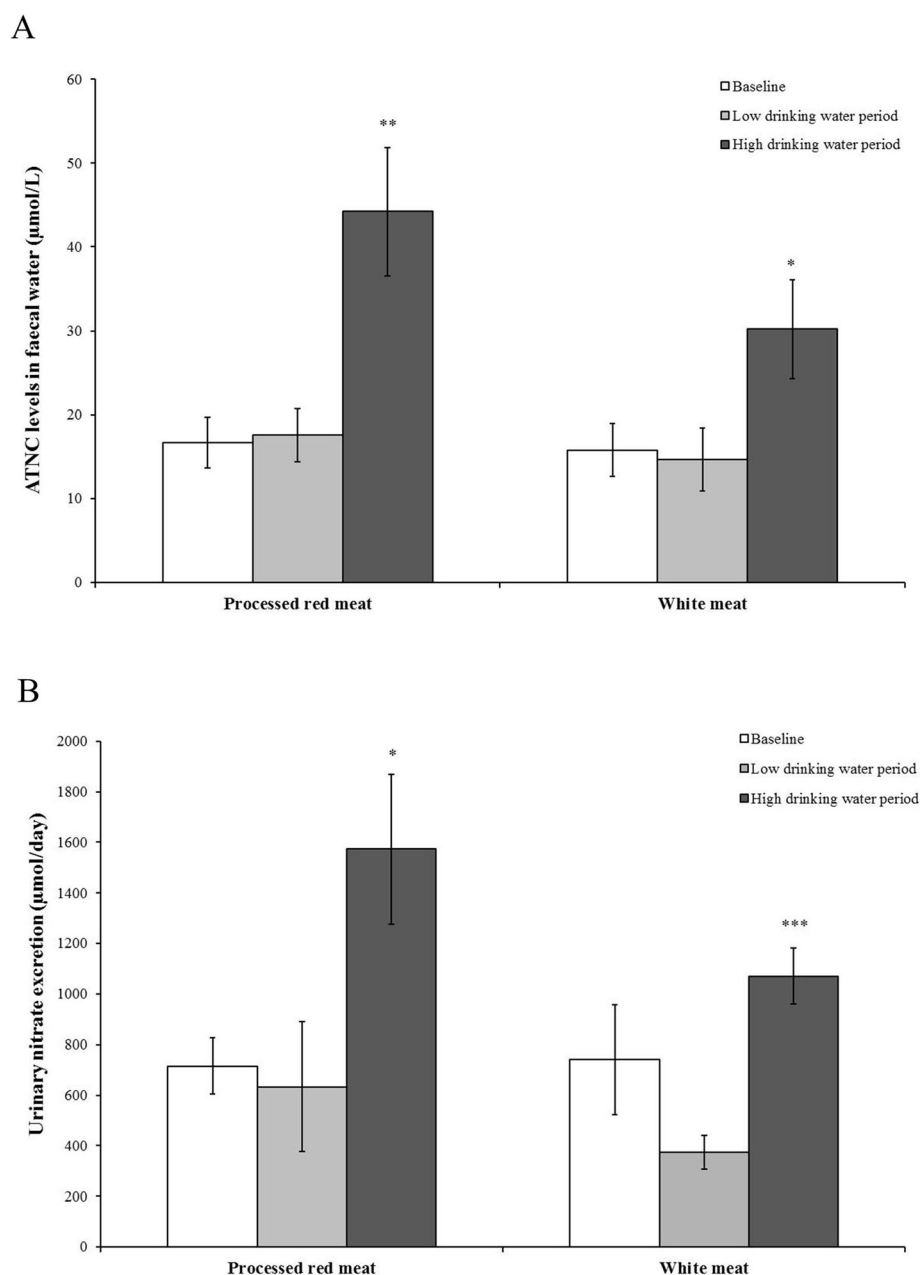 A
60
50
40
30
20
10
0
ATNC levels in faecal water (µmol/L)
Baseline
Low drinking water period
High drinking water period
**
*
Processed red meat
White meat
B
2000
1800
1600
1400
1200
1000
800
600
400
200
0
Urinary nitrate excretion (µmol/day)
Baseline
Low drinking water period
High drinking water period
*
***
Processed red meat
White meat